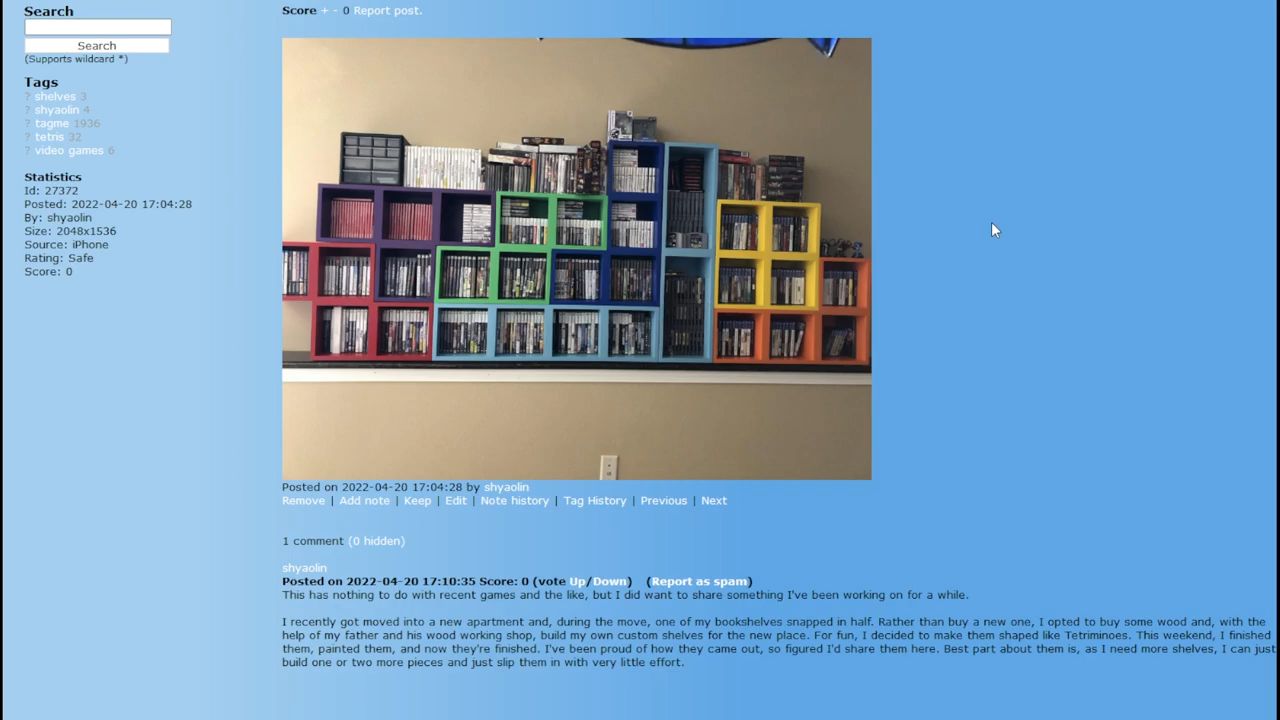 Search
Search
(Supports wildcard *)
Tags
? shelves 3
? shyaolin 4
? tagme 1936
? tetris 32
? video games 6
Statistics
Id: 27372
Posted: 2022-04-20 17:04:28
By: shyaolin
Size: 2048x1536
Source: iPhone
Rating: Safe
Score: 0
Score + - 0 Report post.
Posted on 2022-04-20 17:04:28 by shyaolin
Remove | Add note | Keep | Edit | Note history | Tag History | Previous | Next
1 comment (0 hidden)
shyaolin
Posted on 2022-04-20 17:10:35 Score: 0 (vote Up/Down) (Report as spam)
This has nothing to do with recent games and the like, but I did want to share something I've been working on for a while.
I recently got moved into a new apartment and, during the move, one of my bookshelves snapped in half. Rather than buy a new one, I opted to buy some wood and, with the
help of my father and his wood working shop, build my own custom shelves for the new place. For fun, I decided to make them shaped like Tetriminoes. This weekend, I finished
them, painted them, and now they're finished. I've been proud of how they came out, so figured I'd share them here. Best part about them is, as I need more shelves, I can just
build one or two more pieces and just slip them in with very little effort.